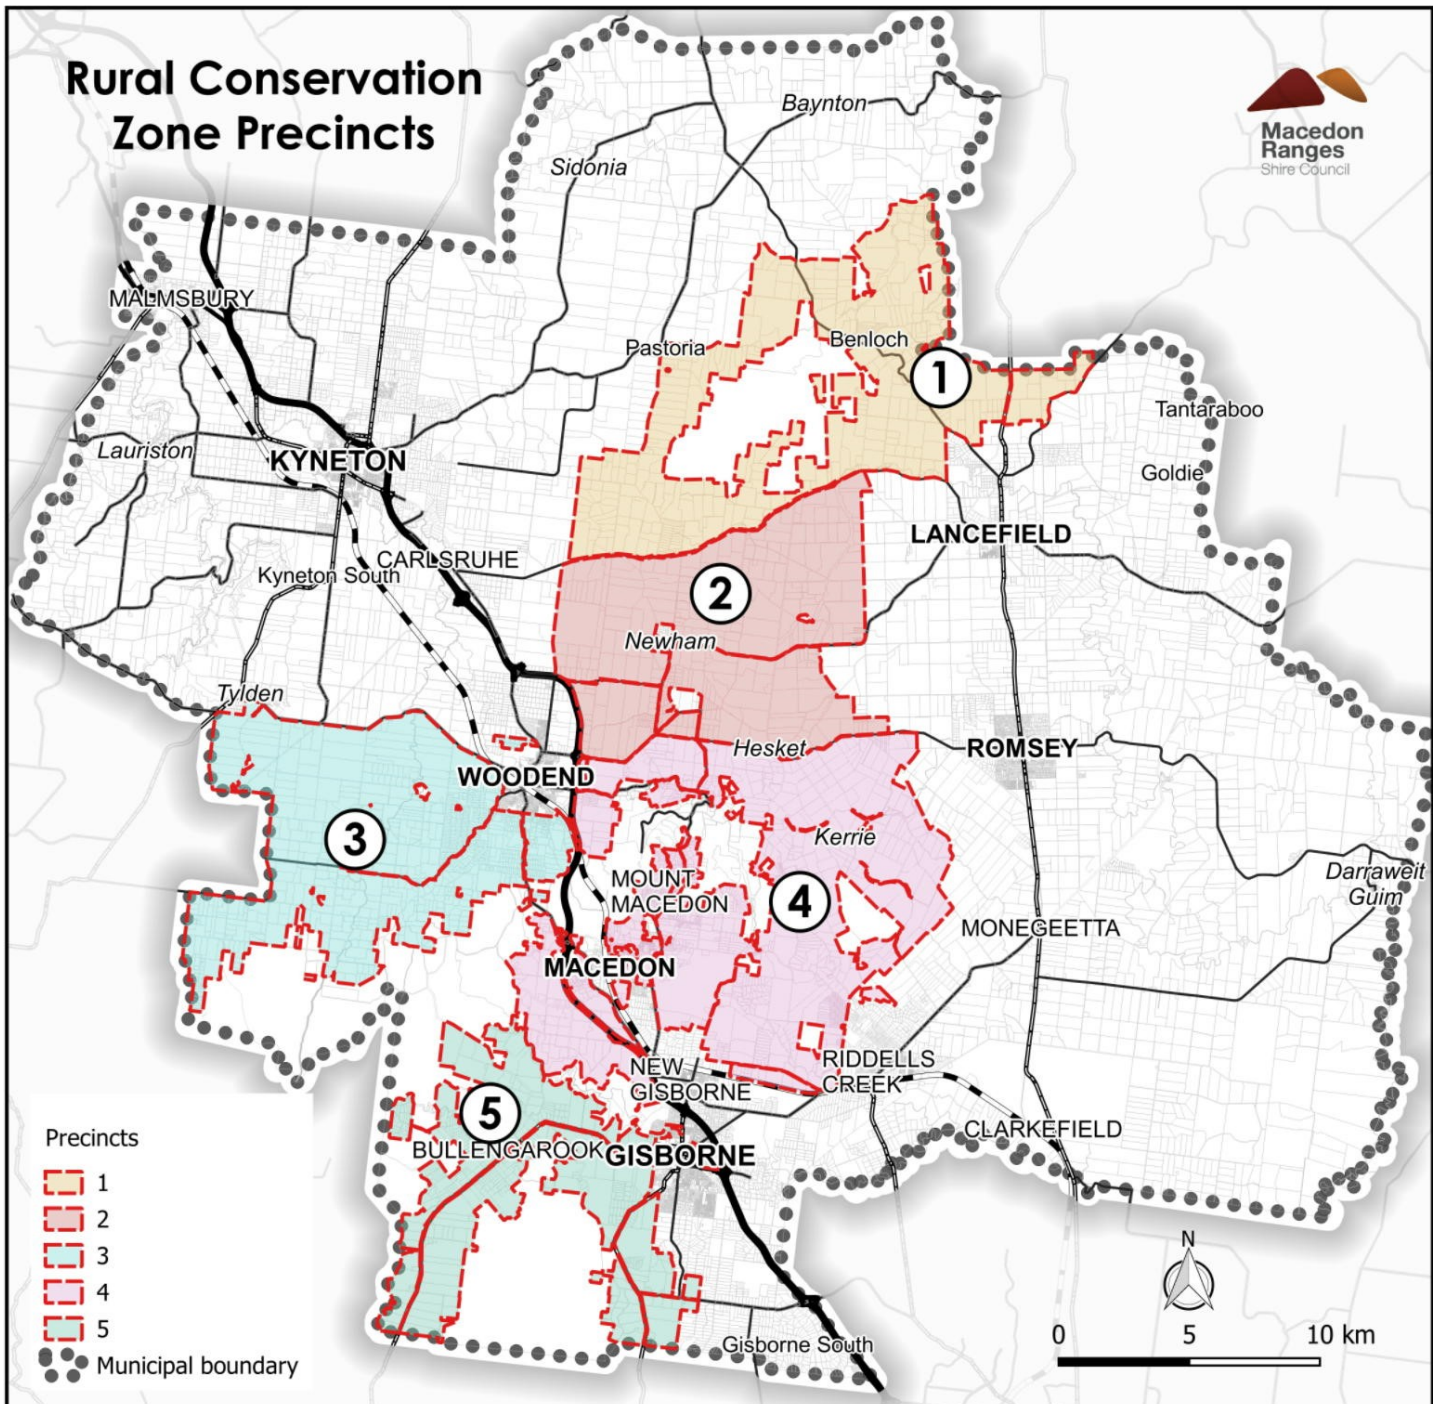 Rural Conservation
Zone Precincts
Macedon
Ranges
Shire Council
Baynton
Sidonia
MALMSBURY
Pastoria
Benloch
1
Tantaraboo
Lauriston
KYNETON
Goldie
LANCEFIELD
CARLSRUHE
Kyneton South
2
Newham
Tylden
Hesket
ROMSEY
WOODEND
3
Kerrie
MOUNT
MACEDON
4
Darraweit
Guim
MONEGEETTA
MACEDON
NEW
GISBORNE
RIDDELLS
CREEK
5
BULLENGAROOK
GISBORNE
CLARKEFIELD
Gisborne South
Precincts
1
2
3
4
5
Municipal boundary
N
0 5 10 km